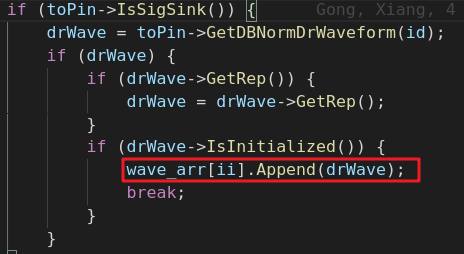 if (toPin->IsSigSink()) { Gong, Xiang, 4
drWave = toPin->GetDBNormDrWaveform(id);
if (drWave) {
if (drWave->GetRep()) {
drWave = drWave->GetRep();
}
if (drWave->IsInitialized()) {
wave_arr[ii].Append(drWave);
break;
}
}